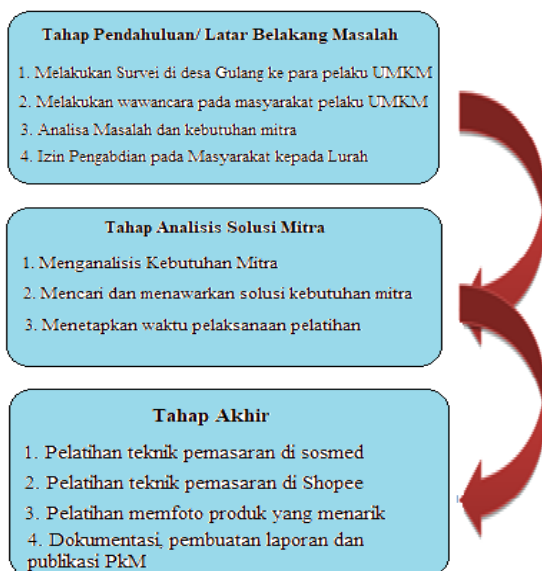 Tahap Pendahuluan/ Latar Belakang Masalah
1. Melakukan Survei di desa Gulang ke para pelaku UMKM
2. Melakukan wawancara pada masyarakat pelaku UMKM
3. Analisa Masalah dan kebutuhan mitra
4. Izin Pengabdian pada Masyarakat kepada Lurah
Tahap Analisis Solusi Mitra
1. Menganalisis Kebutuhan Mitra
2. Mencari dan menawarkan solusi kebutuhan mitra
3. Menetapkan waktu pelaksanaan pelatihan
Tahap Akhir
1. Pelatihan teknik pemasaran di sosmed
2. Pelatihan teknik pemasaran di Shopee
3. Pelatihan memfoto produk yang menarik
4. Dokumentasi, pembuatan laporan dan
publikasi PkM